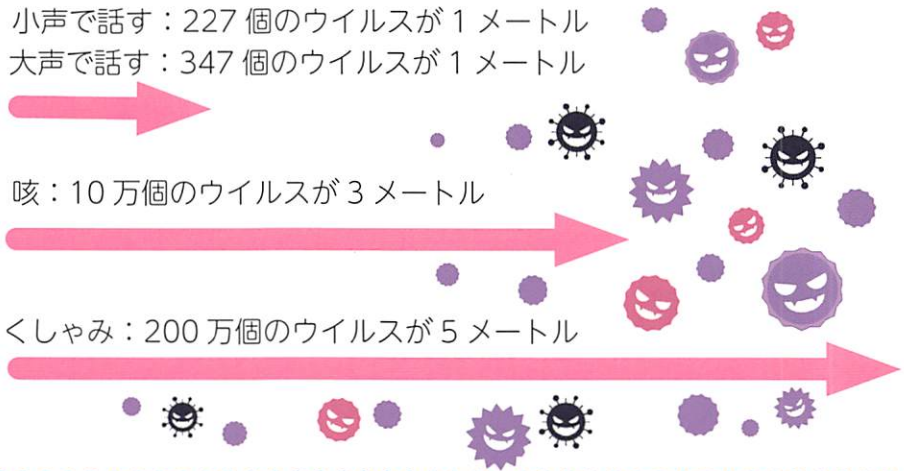 小声で話す：227 個のウイルスが 1 メートル
大声で話す：347 個のウイルスが 1 メートル
咳：10 万個のウイルスが 3 メートル
くしゃみ：200 万個のウイルスが 5 メートル